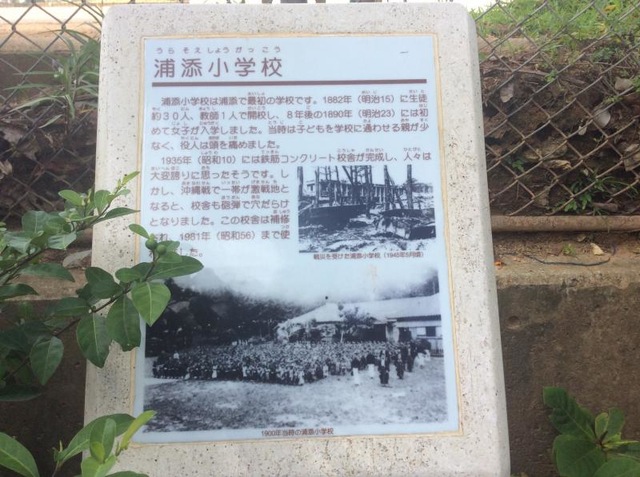 うらそえしょうがっこう
浦添小学校
浦添小学校は浦添で最初の学校です。1882年（明治15）に生徒
約30人、教師1人で開校し、8年後の1890年（明治23）には初
めて女子が入学しました。当時は子どもを学校に通わせる親が少
なく、役人は頭を痛めました。
1935年（昭和10）には鉄筋コンクリート校舎が完成し、人々は
大変誇りに思ったそうです。し
かし、沖縄戦で一帯が激戦地と
なると、校舎も砲弾で穴だらけ
となりました。この校舎は補修
され、1981年（昭和56）まで使
戦災を受けた浦添小学校（1945年5月頃）
1900年当時の浦添小学校